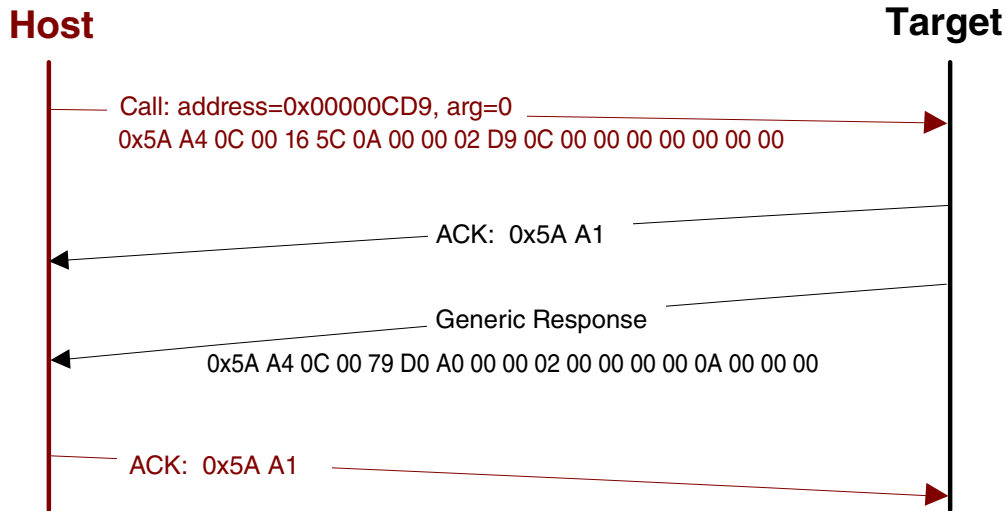 Host
Target
Call: address=0x00000CD9, arg=0
0x5A A4 0C 00 16 5C 0A 00 00 02 D9 0C 00 00 00 00 00 00 00
ACK: 0x5A A1
Generic Response
0x5A A4 0C 00 79 D0 A0 00 00 02 00 00 00 00 0A 00 00 00
ACK: 0x5A A1